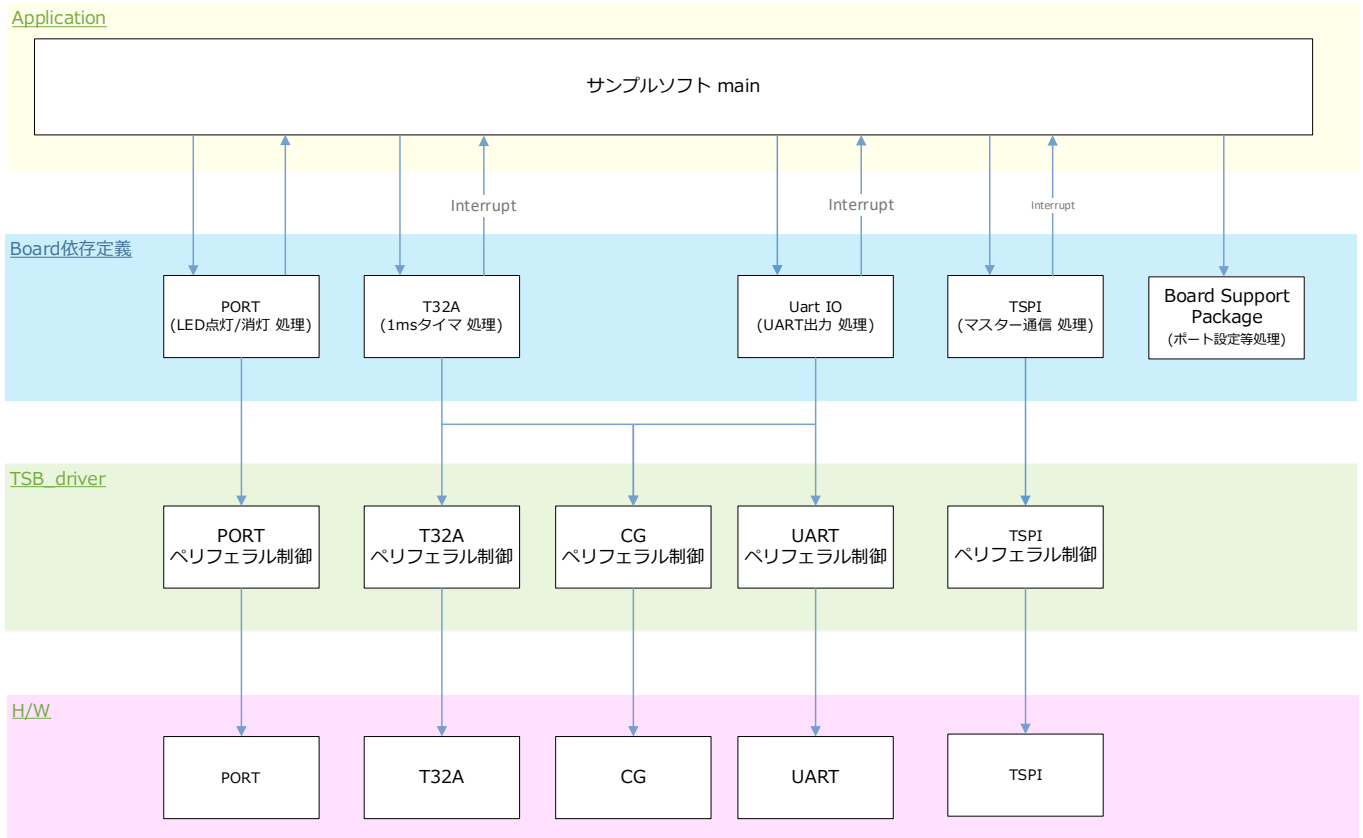 Application
サンプルソフト main
Interrupt
Interrupt
Interrupt
Board依存定義
PORT
(LED点灯/消灯 処理)
T32A
(1msタイマ 処理)
Uart IO
(UART出力 処理)
TSPI
(マスター通信 処理)
Board Support
Package
(ポート設定等処理)
TSB_driver
PORT
ペリフェラル制御
T32A
ペリフェラル制御
CG
ペリフェラル制御
UART
ペリフェラル制御
TSPI
ペリフェラル制御
H/W
PORT
T32A
CG
UART
TSPI